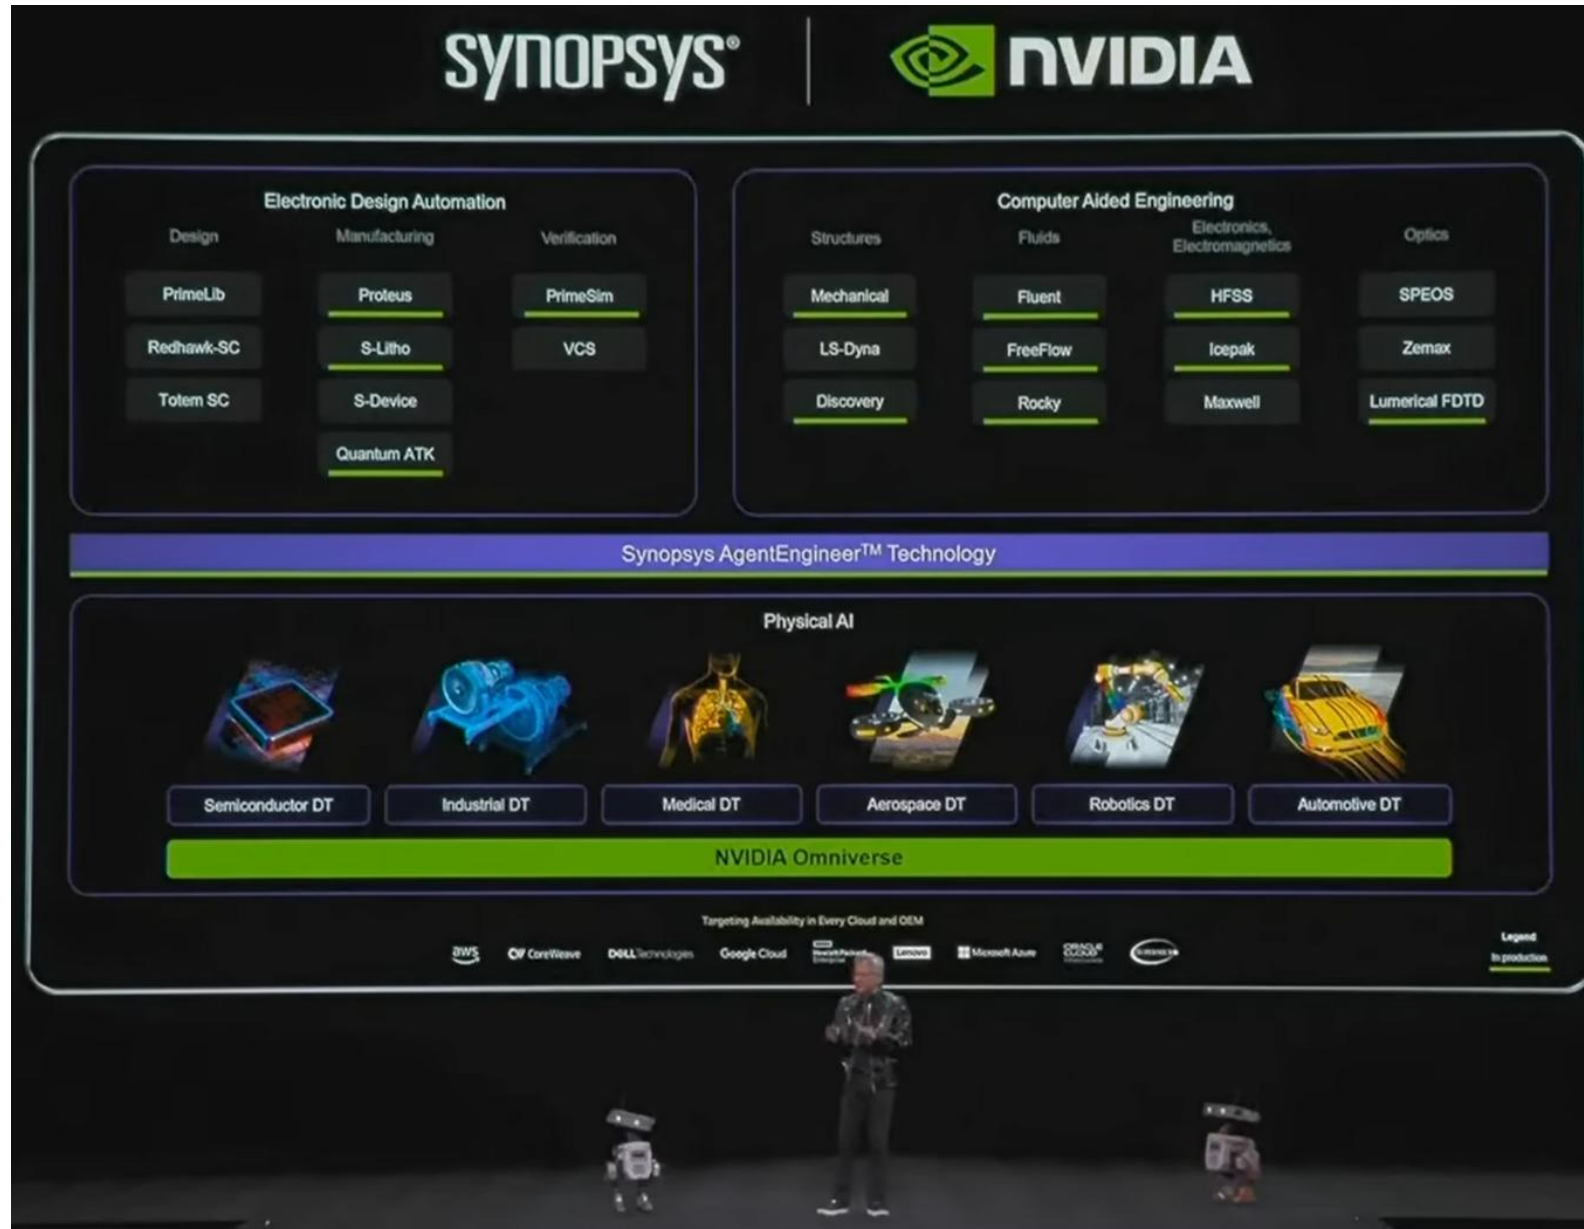 SYNOPSYS®
NVIDIA
Electronic Design Automation
Design
Manufacturing
Verification
PrimeLib
Proteus
PrimeSim
Redhawk-SC
S-Litho
VCS
Totem SC
S-Device
Quantum ATK
Computer Aided Engineering
Structures
Fluids
Electronics,
Electromagnetics
Optics
Mechanical
Fluent
HFSS
SPEOS
LS-Dyna
FreeFlow
Icepak
Zemax
Discovery
Rocky
Maxwell
Lumerical FDTD
Synopsys AgentEngineer™ Technology
Physical AI
Semiconductor DT
Industrial DT
Medical DT
Aerospace DT
Robotics DT
Automotive DT
NVIDIA Omniverse
Targeting Availability in Every Cloud and OEM
aws
CoreWeave
DELL Technologies
Google Cloud
Hewlett Packard
Enterprise
Lenovo
Microsoft Azure
ORACLE
CLOUD
Legend
In production